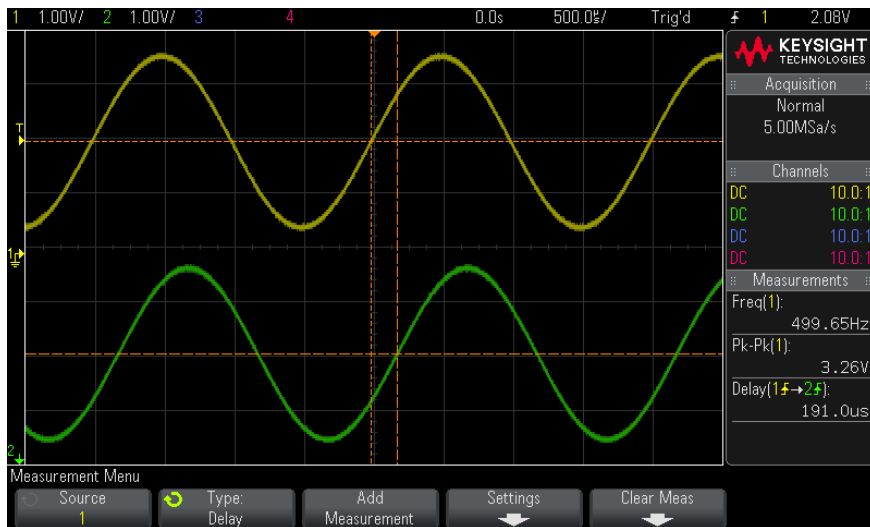 1 1.00V/ 2 1.00V/ 3 4 0.0s 500.0µs/ Trig'd 1 2.08V
KEYSIGHT
TECHNOLOGIES
Acquisition
Normal
5.00MSa/s
T
Channels
DC 10.0:1
DC 10.0:1
1
DC 10.0:1
DC 10.0:1
Measurements
Freq(1):
499.65Hz
Pk-Pk(1):
3.26V
Delay(1→2):
191.0us
2
Measurement Menu
Source
1
Type:
Delay
Add
Measurement
Settings
Clear Meas